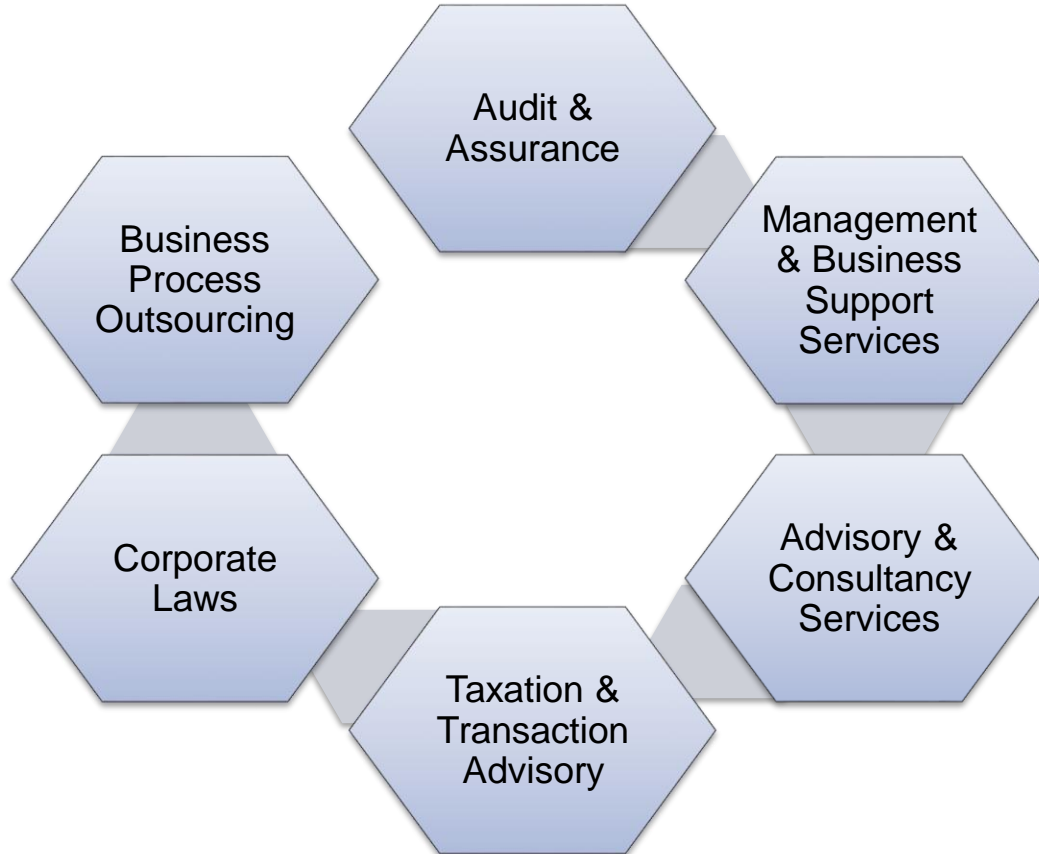 Audit &
Assurance
Management
& Business
Support
Services
Advisory &
Consultancy
Services
Taxation &
Transaction
Advisory
Corporate
Laws
Business
Process
Outsourcing